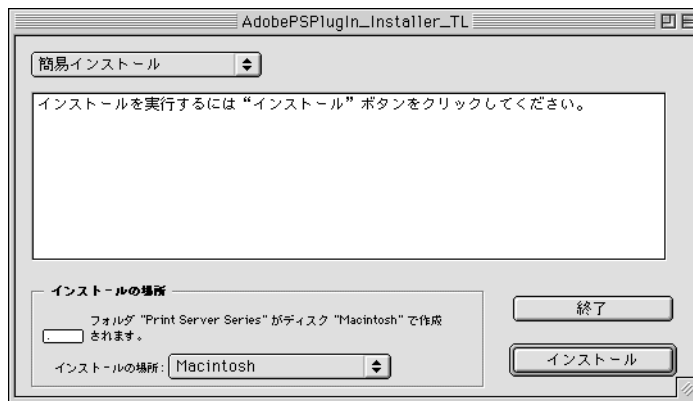 AdobePSPlugIn_Installer_TL
簡易インストール
インストールを実行するには“インストール”ボタンをクリックしてください。
インストールの場所
フォルダ "Print Server Series" がディスク "Macintosh" で作成
されます。
インストールの場所: Macintosh
終了
インストール